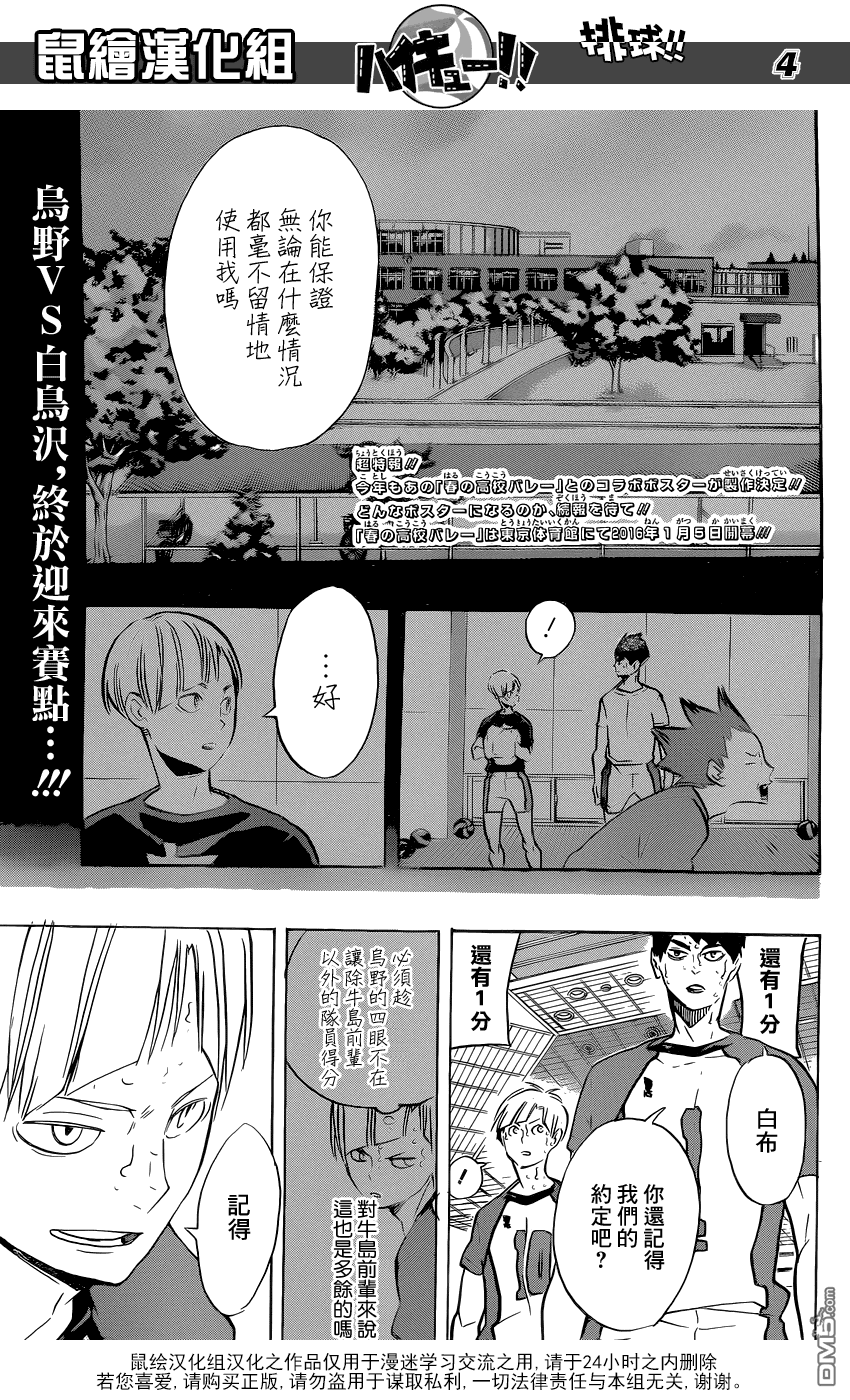 鼠繪漢化組
ハイキュー!!
排球!!
4
烏野VS白鳥沢,終於迎來賽點…!!!
你能保證
無論在什麼情況
都毫不留情地
使用我嗎
超特報!!
今年もあの「春の高校バレー」とのコラボポスターが製作決定!!
どんなポスターになるのか、続報を待て!!
「春の高校バレー」は東京体育館にて2016年1月5日開幕!!!
!
…好
還有1分
還有1分
白布
你還記得
我們的
約定吧?
!
10
必須趁
烏野的四眼不在
讓除牛島前輩
以外的隊員得分
對牛島前輩來說
這也是多餘的嗎
記得
鼠绘汉化组汉化之作品仅用于漫迷学习交流之用,请于24小时之内删除
若您喜爱,请购买正版,请勿盗用于谋取私利,一切法律责任与本组无关,谢谢。
DM5.com